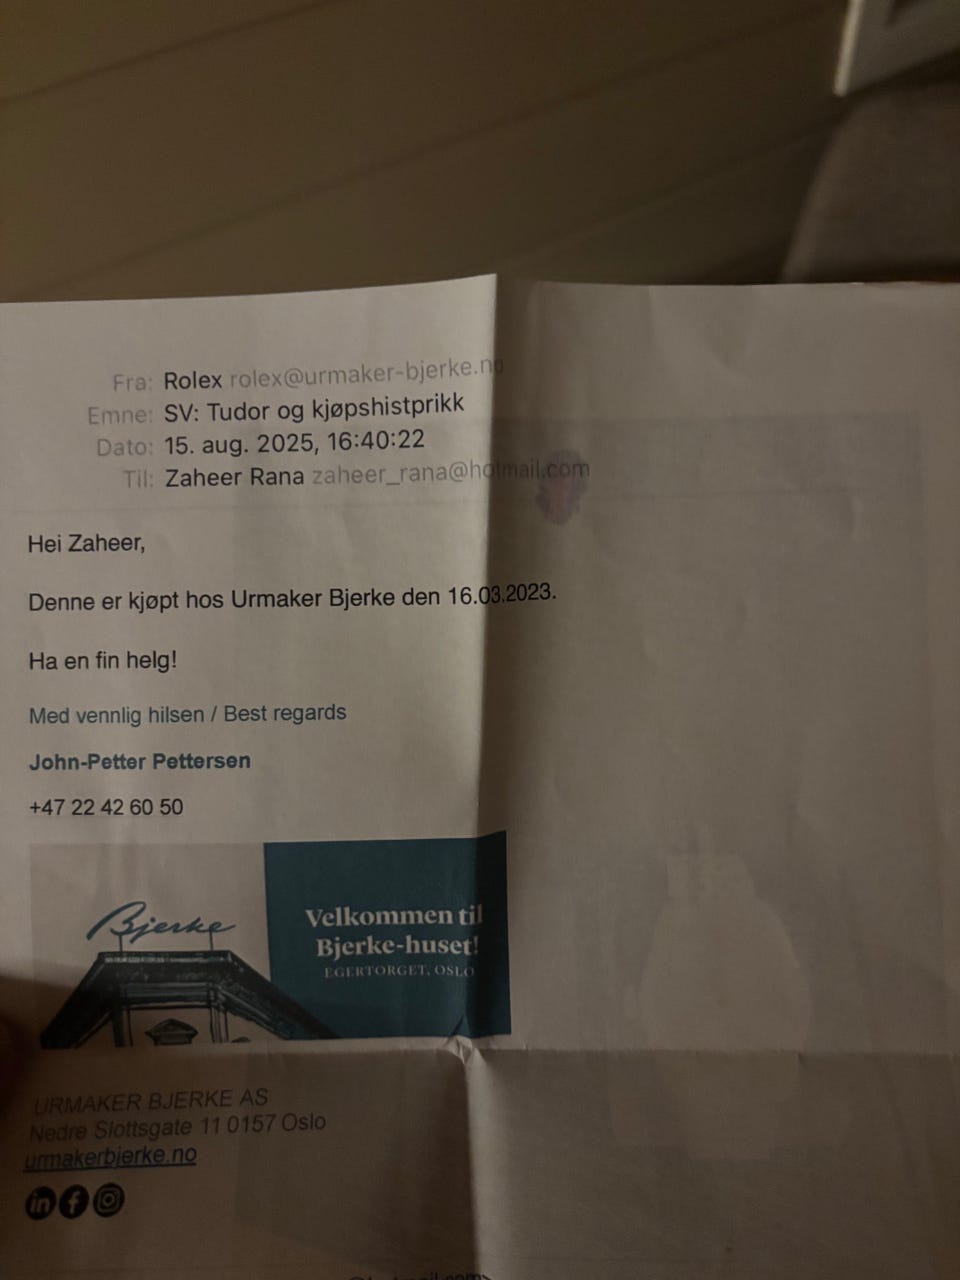 Fra: Rolex rolex@urmaker-bjerke.no
Emne: SV: Tudor og kjøpshistprikk
Dato: 15. aug. 2025, 16:40:22
Til: Zaheer Rana zaheer_rana@hotmail.com
Hei Zaheer,
Denne er kjøpt hos Urmaker Bjerke den 16.03.2023.
Ha en fin helg!
Med vennlig hilsen / Best regards
John-Petter Pettersen
+47 22 42 60 50
Bjerke
Velkommen til
Bjerke-huset!
EGERTORGET, OSLO
URMAKER BJERKE AS
Nedre Slottsgate 11 0157 Oslo
urmakerbjerke.no